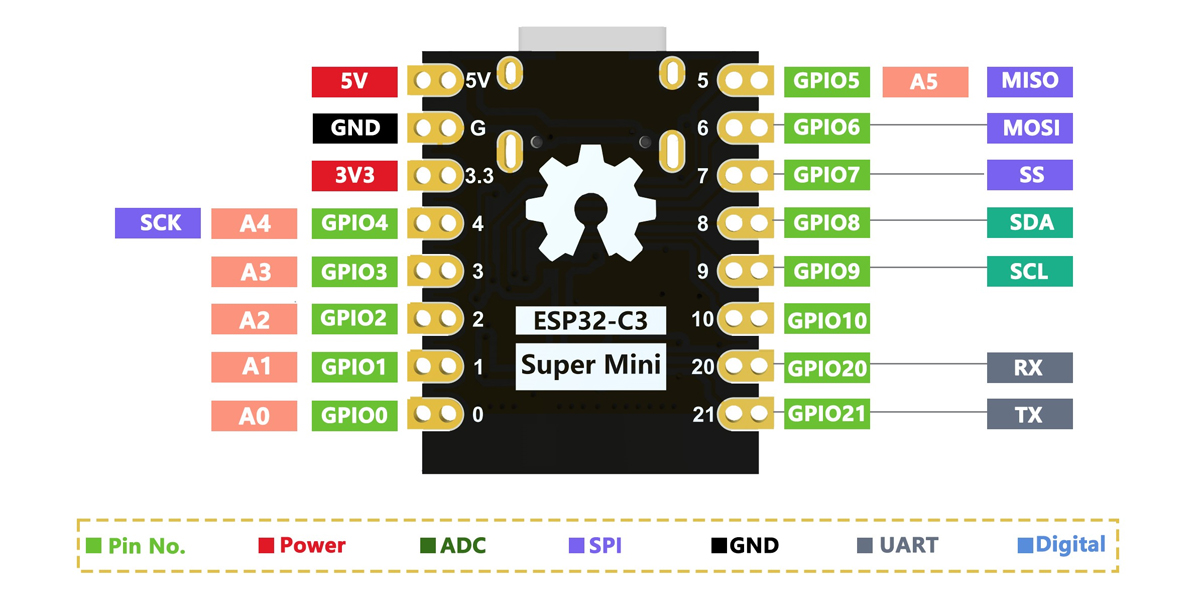 5V 5V 5 GPIO5 A5 MISO
GND G 6 GPIO6 MOSI
3V3 3.3 7 GPIO7 SS
SCK A4 GPIO4 4 8 GPIO8 SDA
A3 GPIO3 3 9 GPIO9 SCL
A2 GPIO2 2 ESP32-C3 10 GPIO10
A1 GPIO1 1 Super Mini 20 GPIO20 RX
A0 GPIO0 0 21 GPIO21 TX
Pin No. Power ADC SPI GND UART Digital